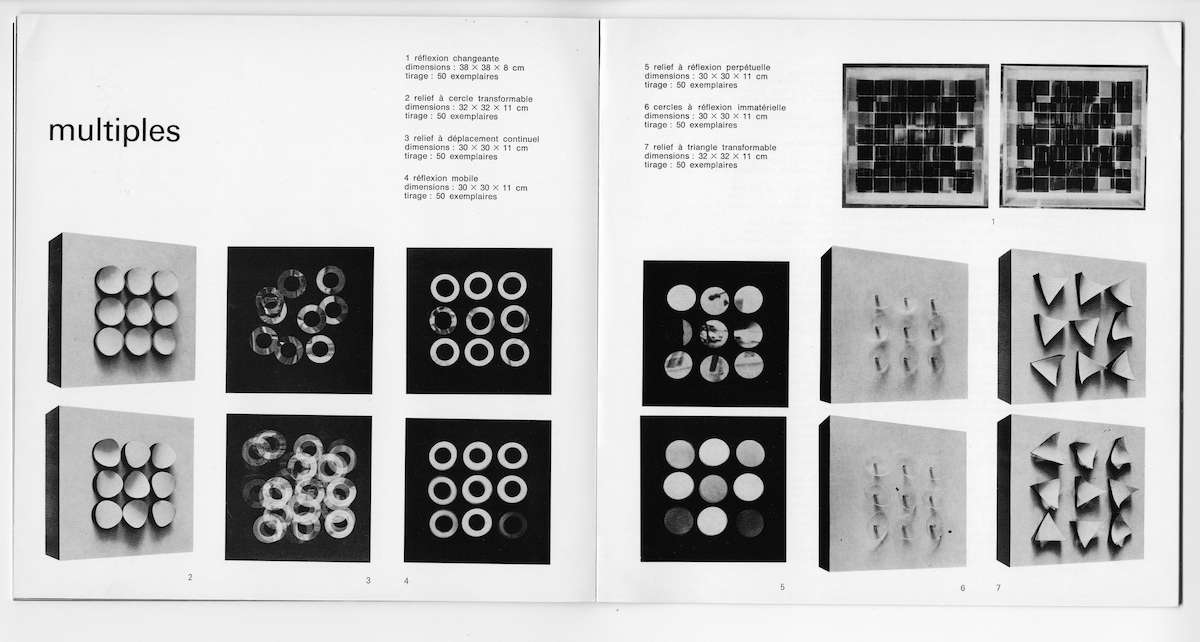 multiples
1 réflexion changeante
dimensions : 38 × 38 × 8 cm
tirage : 50 exemplaires
2 relief à cercle transformable
dimensions : 32 × 32 × 11 cm
tirage : 50 exemplaires
3 relief à déplacement continuel
dimensions : 30 × 30 × 11 cm
tirage : 50 exemplaires
4 réflexion mobile
dimensions : 30 × 30 × 11 cm
tirage : 50 exemplaires
5 relief à réflexion perpétuelle
dimensions : 30 × 30 × 11 cm
tirage : 50 exemplaires
6 cercles à réflexion immatérielle
dimensions : 30 × 30 × 11 cm
tirage : 50 exemplaires
7 relief à triangle transformable
dimensions : 32 × 32 × 11 cm
tirage : 50 exemplaires
1
2
3
4
5
6
7